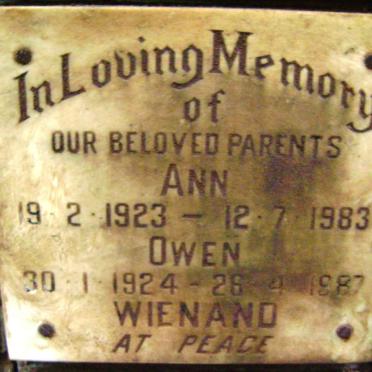 In Loving Memory
of
OUR BELOVED PARENTS
ANN
19·2·1923 – 12·7·1983
OWEN
30·1·1924 – 26·4·1987
WIENAND
AT PEACE